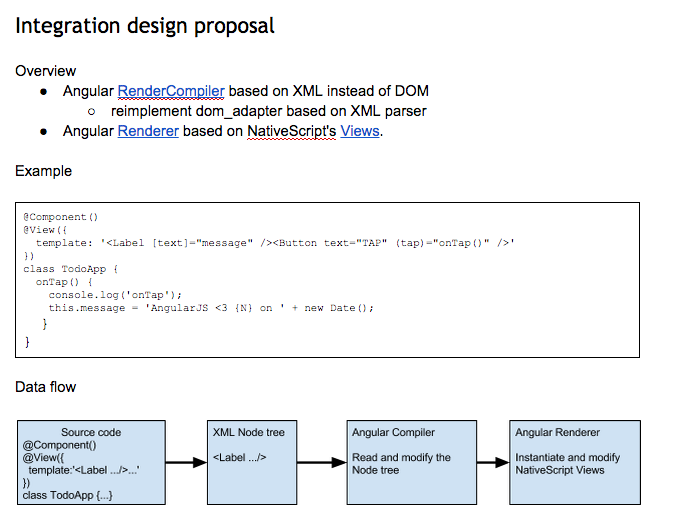 Integration design proposal
Overview
● Angular RenderCompiler based on XML instead of DOM
○ reimplement dom_adapter based on XML parser
● Angular Renderer based on NativeScript's Views.
Example
@Component()
@View({
template: '<Label [text]="message" /><Button text="TAP" (tap)="onTap()" />'
})
class TodoApp {
onTap() {
console.log('onTap');
this.message = 'AngularJS <3 {N} on ' + new Date();
}
}
Data flow
Source code
@Component()
@View({
template:'<Label .../>...'
})
class TodoApp {...}
XML Node tree
<Label .../>
Angular Compiler
Read and modify the
Node tree
Angular Renderer
Instantiate and modify
NativeScript Views